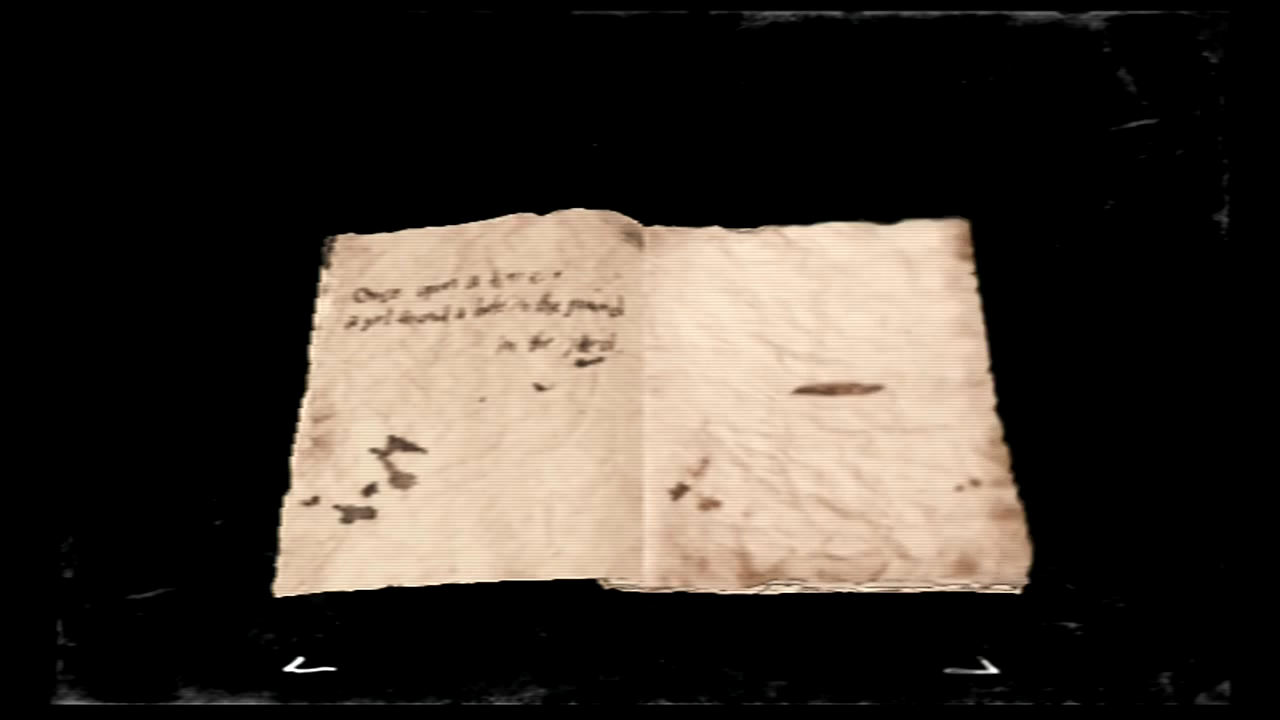 Once upon a time
a girl found a hole in the ground
in the